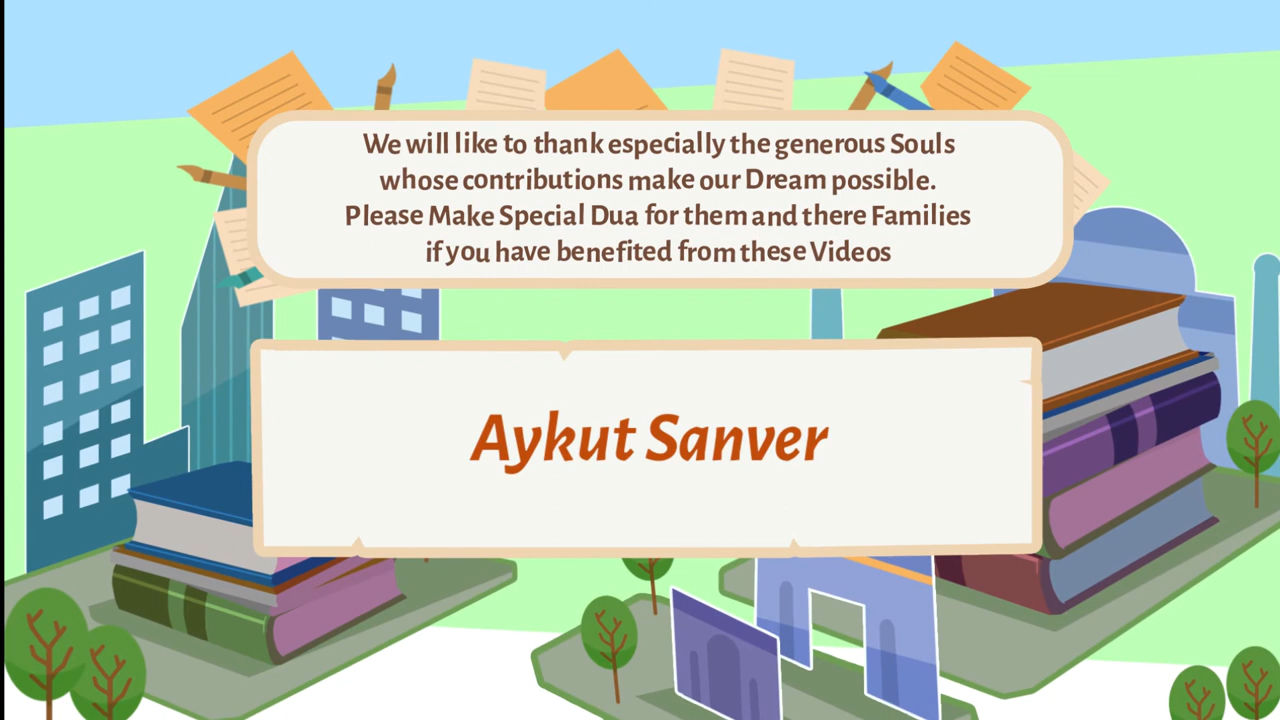 We will like to thank especially the generous Souls
whose contributions make our Dream possible.
Please Make Special Dua for them and there Families
if you have benefited from these Videos
Aykut Sanver